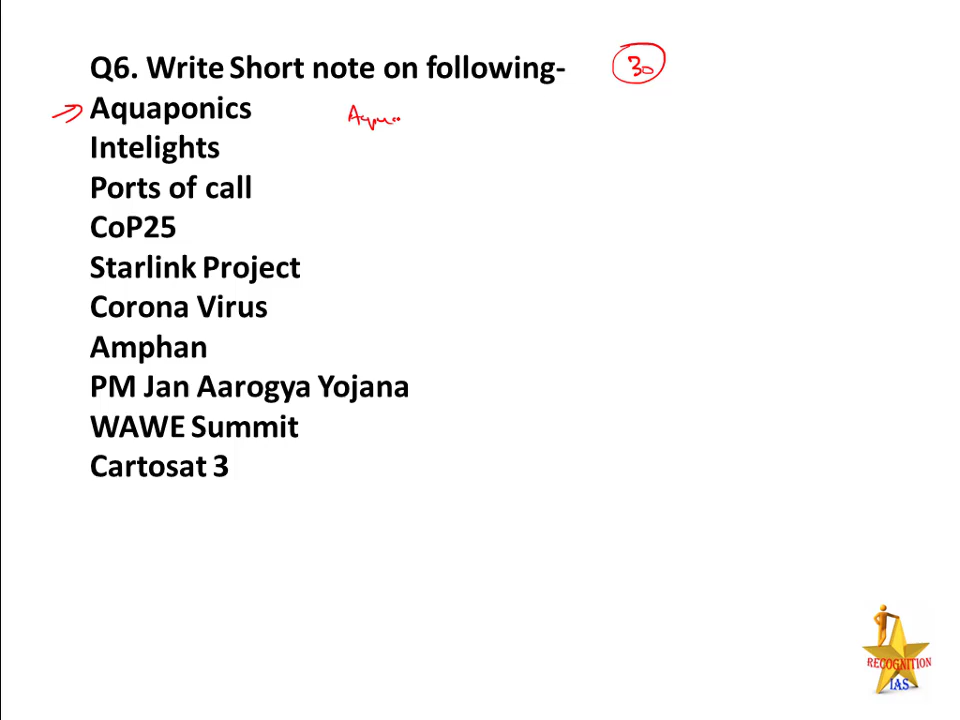 Q6. Write Short note on following-
30
Aquaponics
Intelights
Ports of call
CoP25
Starlink Project
Corona Virus
Amphan
PM Jan Aarogya Yojana
WAWE Summit
Cartosat 3
RECOGNITION
IAS